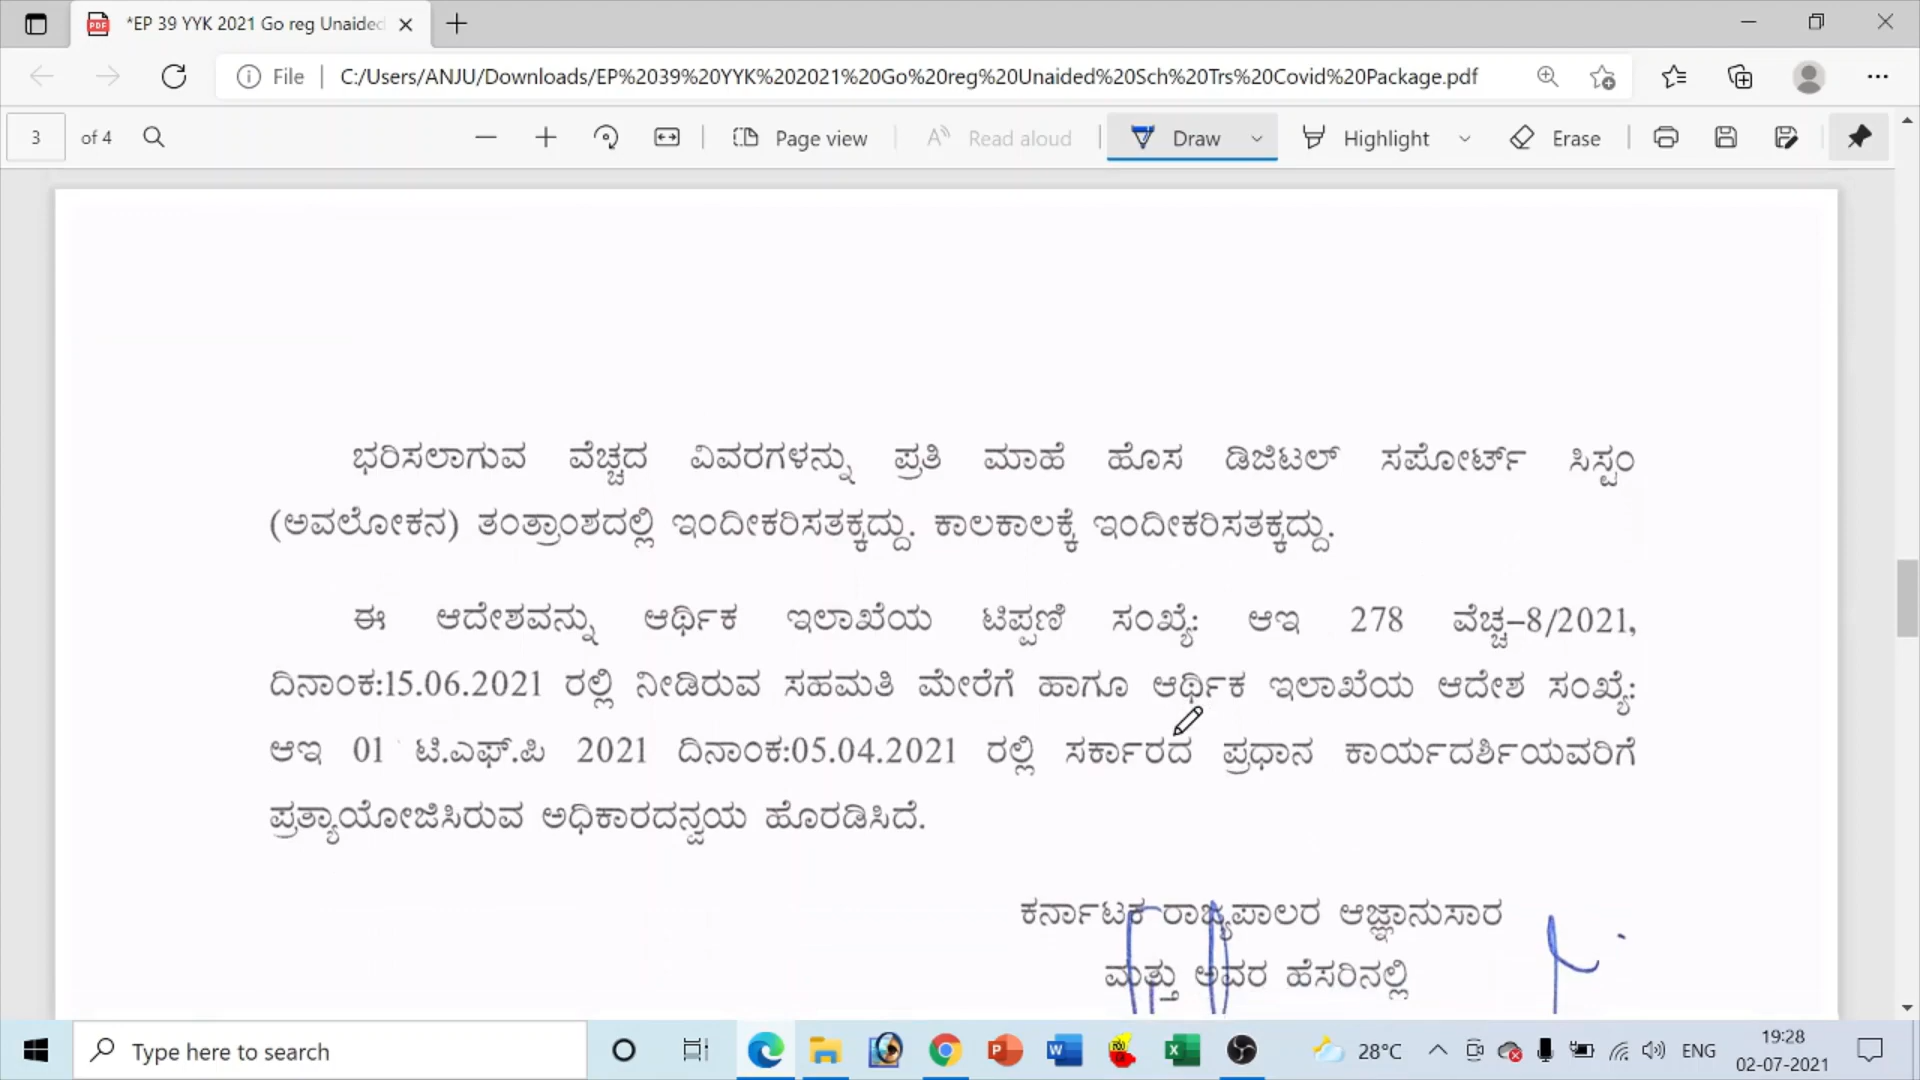 *EP 39 YYK 2021 Go reg Unaided
File
C:/Users/ANJU/Downloads/EP%2039%20YYK%202021%20Go%20reg%20Unaided%20Sch%20Trs%20Covid%20Package.pdf
3 of 4 Page view Read aloud Draw Highlight Erase
ಭರಿಸಲಾಗುವ ವೆಚ್ಚದ ವಿವರಗಳನ್ನು ಪ್ರತಿ ಮಾಹೆ ಹೊಸ ಡಿಜಿಟಲ್ ಸಪೋರ್ಟ್ ಸಿಸ್ಟಂ
(ಅವಲೋಕನ) ತಂತ್ರಾಂಶದಲ್ಲಿ ಇಂದೀಕರಿಸತಕ್ಕದ್ದು. ಕಾಲಕಾಲಕ್ಕೆ ಇಂದೀಕರಿಸತಕ್ಕದ್ದು.
ಈ ಆದೇಶವನ್ನು ಆರ್ಥಿಕ ಇಲಾಖೆಯ ಟಿಪ್ಪಣಿ ಸಂಖ್ಯೆ: ಆಇ 278 ವೆಚ್ಚ-8/2021,
ದಿನಾಂಕ:15.06.2021 ರಲ್ಲಿ ನೀಡಿರುವ ಸಹಮತಿ ಮೇರೆಗೆ ಹಾಗೂ ಆರ್ಥಿಕ ಇಲಾಖೆಯ ಆದೇಶ ಸಂಖ್ಯೆ:
ಆಇ 01 ಟಿ.ಎಫ್.ಪಿ 2021 ದಿನಾಂಕ:05.04.2021 ರಲ್ಲಿ ಸರ್ಕಾರದ ಪ್ರಧಾನ ಕಾರ್ಯದರ್ಶಿಯವರಿಗೆ
ಪ್ರತ್ಯಾಯೋಜಿಸಿರುವ ಅಧಿಕಾರದನ್ವಯ ಹೊರಡಿಸಿದೆ.
ಕರ್ನಾಟಕ ರಾಜ್ಯಪಾಲರ ಆಜ್ಞಾನುಸಾರ
ಮತ್ತು ಅವರ ಹೆಸರಿನಲ್ಲಿ
Type here to search
28°C
ENG
19:28
02-07-2021